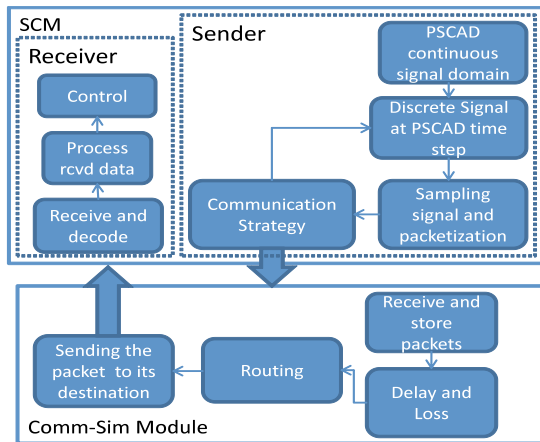 SCM
Receiver
Control
Process
rcvd data
Receive and
decode
Sender
PSCAD
continuous
signal domain
Discrete Signal
at PSCAD time
step
Sampling
signal and
packetization
Communication
Strategy
Receive and
store
packets
Delay and
Loss
Routing
Sending the
packet to its
destination
Comm-Sim Module